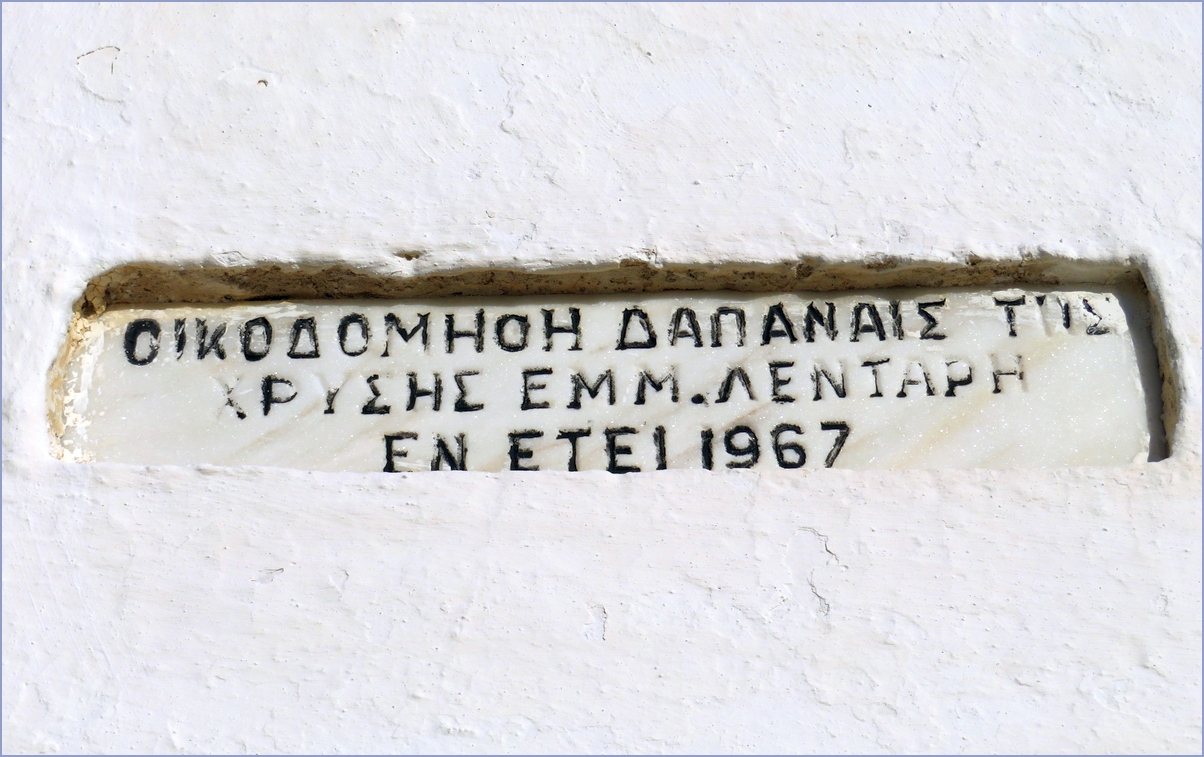 ΟΙΚΟΔΟΜΗΘΗ ΔΑΠΑΝΑΙΣ ΤΗΣ
ΧΡΥΣΗΣ ΕΜΜ.ΛΕΝΤΑΡΗ
ΕΝ ΕΤΕΙ 1967